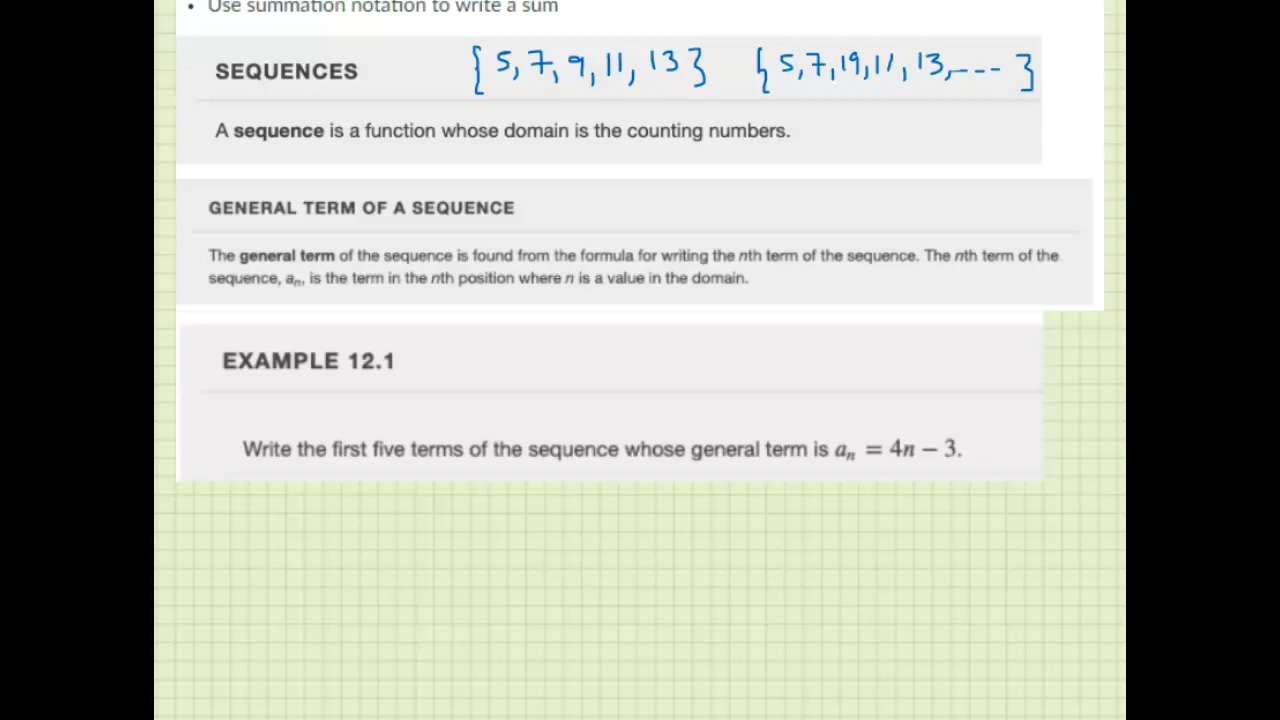 • Use summation notation to write a sum
SEQUENCES {5, 7, 9, 11, 13} {5, 7, 19, 11, 13, ---- }
A sequence is a function whose domain is the counting numbers.
GENERAL TERM OF A SEQUENCE
The general term of the sequence is found from the formula for writing the nth term of the sequence. The nth term of the
sequence, aₙ, is the term in the nth position where n is a value in the domain.
EXAMPLE 12.1
Write the first five terms of the sequence whose general term is aₙ = 4n − 3.